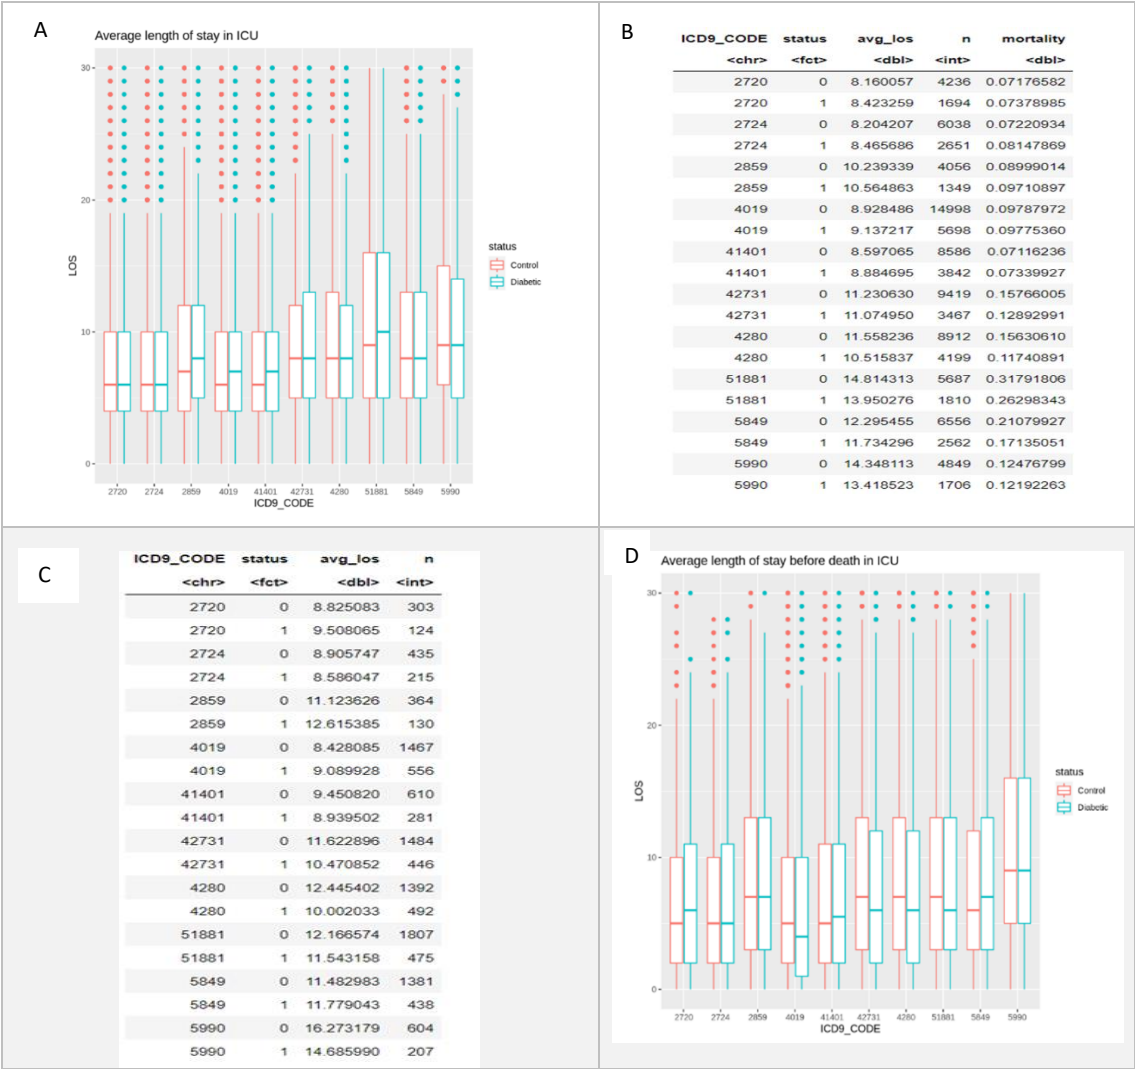 A
Average length of stay in ICU
30
20
10
0
LOS
2720 2724 2859 4019 41401 42731 4280 51881 5849 5990
ICD9_CODE
status
Control
Diabetic
B
ICD9_CODE status avg_los n mortality
<chr> <fct> <dbl> <int> <dbl>
2720 0 8.160057 4236 0.07176582
2720 1 8.423259 1694 0.07378985
2724 0 8.204207 6038 0.07220934
2724 1 8.465686 2651 0.08147869
2859 0 10.239339 4056 0.08999014
2859 1 10.564863 1349 0.09710897
4019 0 8.928486 14998 0.09787972
4019 1 9.137217 5698 0.09775360
41401 0 8.597065 8586 0.07116236
41401 1 8.884695 3842 0.07339927
42731 0 11.230630 9419 0.15766005
42731 1 11.074950 3467 0.12892991
4280 0 11.558236 8912 0.15630610
4280 1 10.515837 4199 0.11740891
51881 0 14.814313 5687 0.31791806
51881 1 13.950276 1810 0.26298343
5849 0 12.295455 6556 0.21079927
5849 1 11.734296 2562 0.17135051
5990 0 14.348113 4849 0.12476799
5990 1 13.418523 1706 0.12192263
C
ICD9_CODE status avg_los n
<chr> <fct> <dbl> <int>
2720 0 8.825083 303
2720 1 9.508065 124
2724 0 8.905747 435
2724 1 8.586047 215
2859 0 11.123626 364
2859 1 12.615385 130
4019 0 8.428085 1467
4019 1 9.089928 556
41401 0 9.450820 610
41401 1 8.939502 281
42731 0 11.622896 1484
42731 1 10.470852 446
4280 0 12.445402 1392
4280 1 10.002033 492
51881 0 12.166574 1807
51881 1 11.543158 475
5849 0 11.482983 1381
5849 1 11.779043 438
5990 0 16.273179 604
5990 1 14.685990 207
D
Average length of stay before death in ICU
30
20
10
0
LOS
2720 2724 2859 4019 41401 42731 4280 51881 5849 5990
ICD9_CODE
status
Control
Diabetic